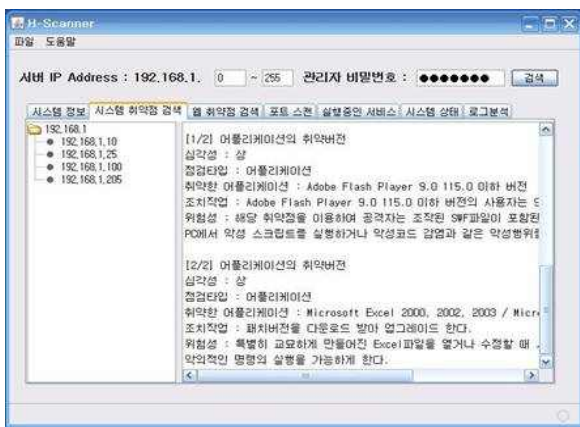 H-Scanner
파일 도움말
서버 IP Address : 192.168.1. 0 ~ 255 관리자 비밀번호 : ●●●●●●● 검색
시스템 정보 시스템 취약점 검색 웹 취약점 검색 포트 스캔 실행중인 서비스 시스템 상태 로그분석
192.168.1
192.168.1.10
192.168.1.25
192.168.1.100
192.168.1.205
[1/2] 어플리케이션의 취약버전
심각성 : 상
점검타입 : 어플리케이션
취약한 어플리케이션 : Adobe Flash Player 9.0 115.0 이하 버전
조치작업 : Adobe Flash Player 9.0 115.0 이하 버전의 사용자는
위험성 : 해당 취약점을 이용하여 공격자는 조작된 SWF파일이 포함된
PC에서 악성 스크립트를 실행하거나 악성코드 감염과 같은 악성행위를
[2/2] 어플리케이션의 취약버전
심각성 : 상
점검타입 : 어플리케이션
취약한 어플리케이션 : Microsoft Excel 2000, 2002, 2003 / Micr
조치작업 : 패치버전을 다운로드 받아 업그레이드 한다.
위험성 : 특별히 교묘하게 만들어진 Excel파일을 열거나 수정할 때
악의적인 명령의 실행을 가능하게 한다.